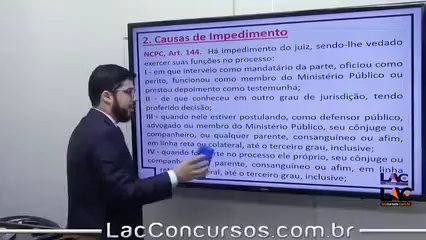 2. Causas de Impedimento
NCPC, Art. 144. Há impedimento do juiz, sendo-lhe vedado
exercer suas funções no processo:
I - em que interveio como mandatário da parte, oficiou como
perito, funcionou como membro do Ministério Público ou
prestou depoimento como testemunha;
II - de que conheceu em outro grau de jurisdição, tendo
proferido decisão;
III - quando nele estiver postulando, como defensor público,
advogado ou membro do Ministério Público, seu cônjuge ou
companheiro, ou qualquer parente, consanguíneo ou afim,
em linha reta ou colateral, até o terceiro grau, inclusive;
IV - quando for parte no processo ele próprio, seu cônjuge ou
parente, consanguíneo ou afim, em linha
reta ou colateral, até o terceiro grau, inclusive;
LAC
CONCURSOS
LacConcursos.com.br